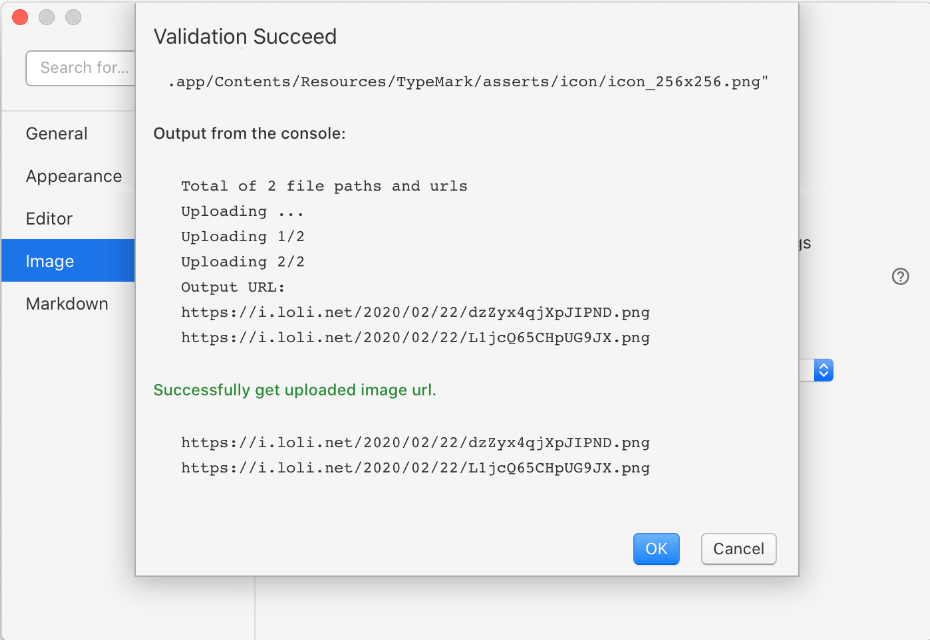 Validation Succeed
Search for...
.app/Contents/Resources/TypeMark/asserts/icon/icon_256x256.png"
General
Output from the console:
Appearance
Total of 2 file paths and urls
Uploading ...
Editor
Uploading 1/2
Uploading 2/2
Image
Output URL:
Markdown
https://i.loli.net/2020/02/22/dzZyx4qjXpJIPND.png
https://i.loli.net/2020/02/22/L1jcQ65CHpUG9JX.png
Successfully get uploaded image url.
https://i.loli.net/2020/02/22/dzZyx4qjXpJIPND.png
https://i.loli.net/2020/02/22/L1jcQ65CHpUG9JX.png
OK
Cancel